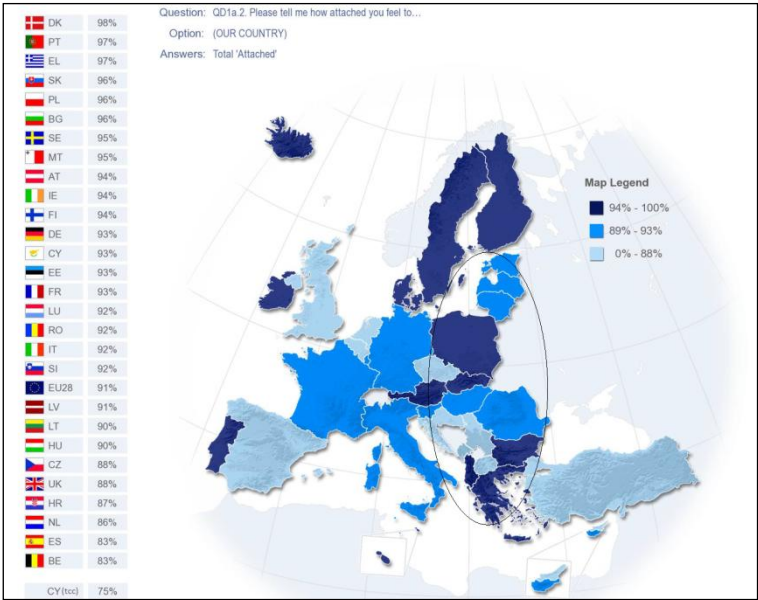 Question: QD1a.2. Please tell me how attached you feel to…
Option: (OUR COUNTRY)
Answers: Total 'Attached'
DK 98%
PT 97%
EL 97%
SK 96%
PL 96%
BG 96%
SE 95%
MT 95%
AT 94%
IE 94%
FI 94%
DE 93%
CY 93%
EE 93%
FR 93%
LU 92%
RO 92%
IT 92%
SI 92%
EU28 91%
LV 91%
LT 90%
HU 90%
CZ 88%
UK 88%
HR 87%
NL 86%
ES 83%
BE 83%
CY(tcc) 75%
Map Legend
94% - 100%
89% - 93%
0% - 88%